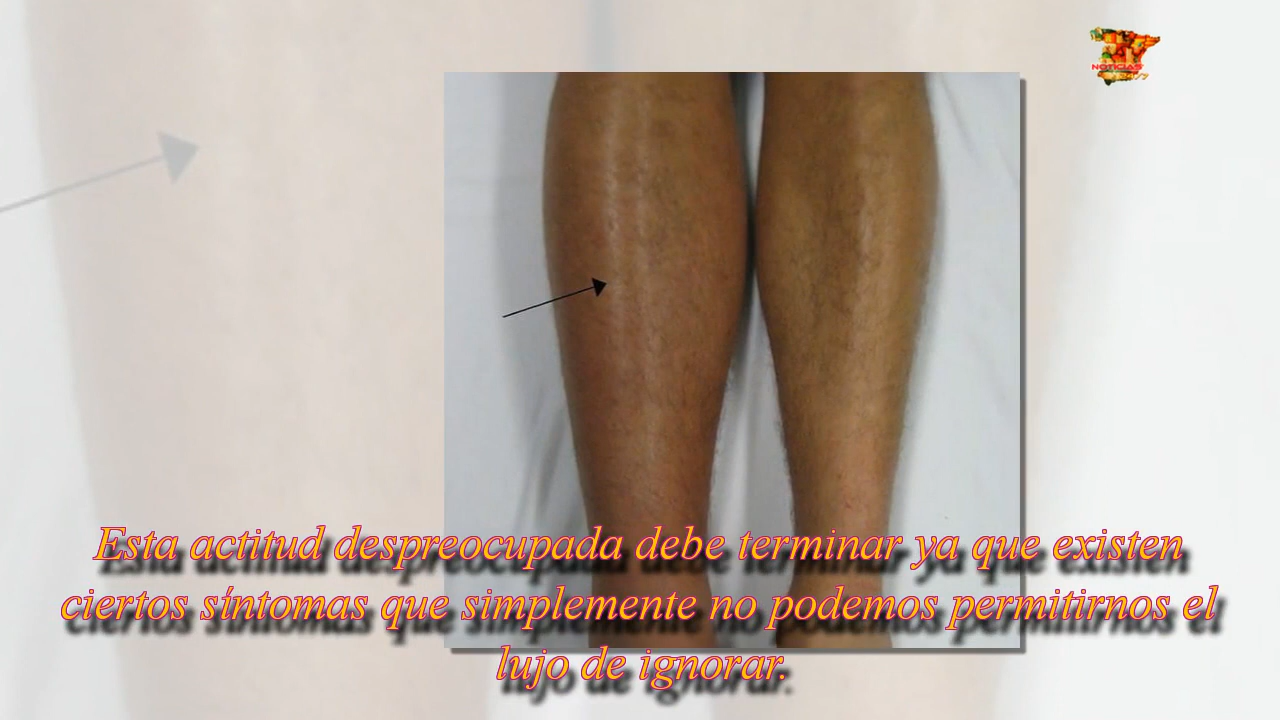 NOTICIAS
Esta actitud despreocupada debe terminar ya que existen
ciertos síntomas que simplemente no podemos permitirnos el
lujo de ignorar.